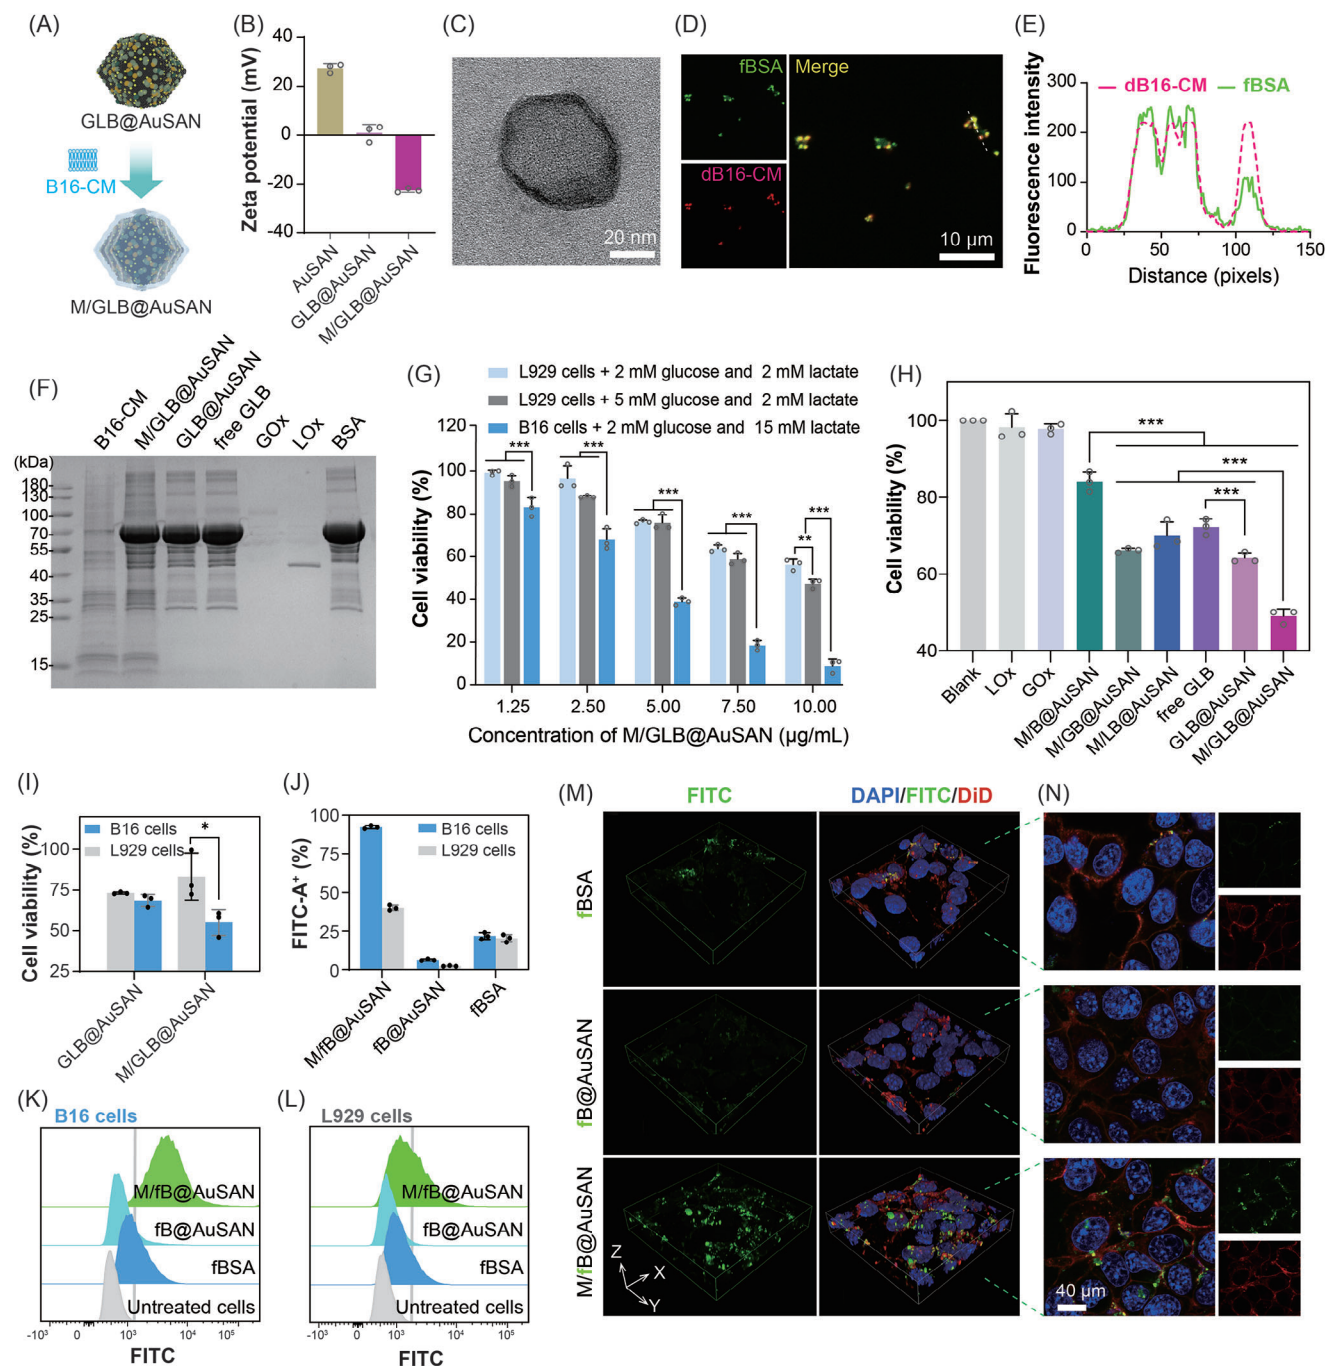 (A)
GLB@AuSAN
B16-CM
M/GLB@AuSAN
(B)
Zeta potential (mV)
40
20
0
-20
-40
AuSAN
GLB@AuSAN
M/GLB@AuSAN
(C)
20 nm
(D)
fBSA
dB16-CM
Merge
10 µm
(E)
Fluorescence intensity
300
200
100
0
dB16-CM
fBSA
0
50
100
150
Distance (pixels)
(F)
B16-CM
M/GLB@AuSAN
GLB@AuSAN
free GLB
GOx
LOx
BSA
(kDa)
180
130
100
70
55
40
35
25
15
(G)
L929 cells + 2 mM glucose and 2 mM lactate
L929 cells + 5 mM glucose and 2 mM lactate
B16 cells + 2 mM glucose and 15 mM lactate
Cell viability (%)
120
100
80
60
40
20
0
***
***
***
***
***
**
1.25
2.50
5.00
7.50
10.00
Concentration of M/GLB@AuSAN (µg/mL)
(H)
Cell viability (%)
100
80
60
40
***
***
***
Blank
LOx
GOx
M/B@AuSAN
M/GB@AuSAN
M/LB@AuSAN
free GLB
GLB@AuSAN
M/GLB@AuSAN
(I)
Cell viability (%)
125
100
75
50
25
B16 cells
L929 cells
*
GLB@AuSAN
M/GLB@AuSAN
(J)
FITC-A⁺ (%)
100
75
50
25
0
B16 cells
L929 cells
M/fB@AuSAN
fB@AuSAN
fBSA
(K)
B16 cells
M/fB@AuSAN
fB@AuSAN
fBSA
Untreated cells
-10³
10³
10⁴
10⁵
FITC
(L)
L929 cells
M/fB@AuSAN
fB@AuSAN
fBSA
Untreated cells
-10³
10³
10⁴
10⁵
FITC
(M)
FITC
DAPI/FITC/DiD
fBSA
fB@AuSAN
M/fB@AuSAN
Z
X
Y
(N)
40 µm